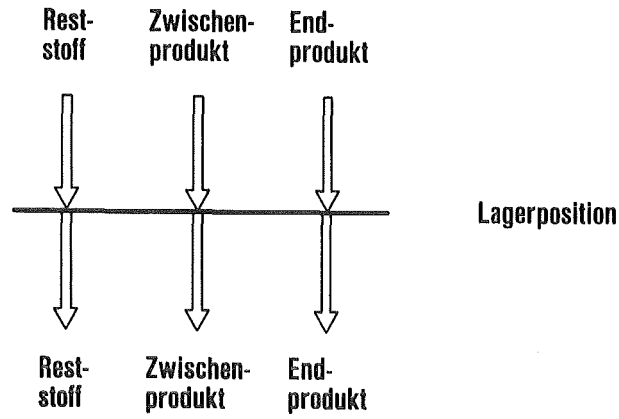 Rest-
stoff
Zwischen-
produkt
End-
produkt
Lagerposition
Rest-
stoff
Zwischen-
produkt
End-
produkt